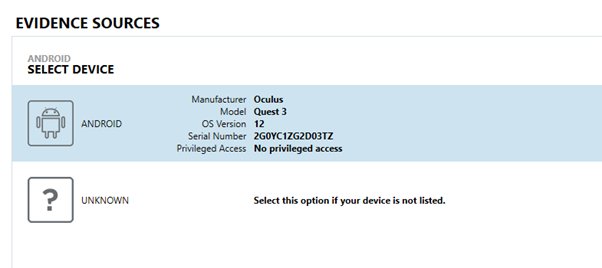 EVIDENCE SOURCES
ANDROID
SELECT DEVICE
ANDROID
Manufacturer Oculus
Model Quest 3
OS Version 12
Serial Number 2G0YC1ZG2D03TZ
Privileged Access No privileged access
?
UNKNOWN
Select this option if your device is not listed.